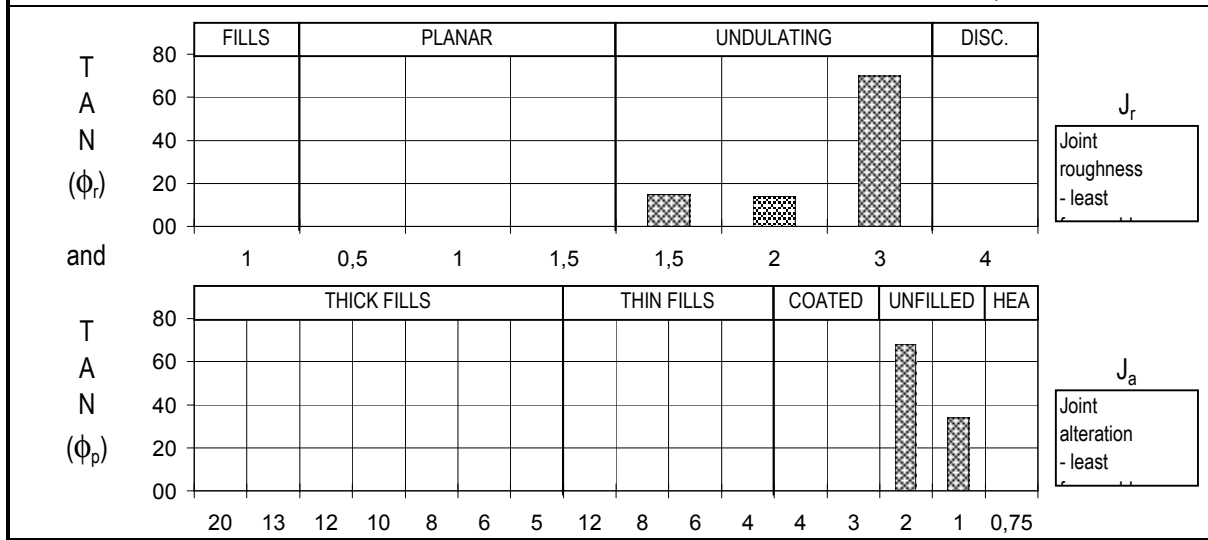 FILLS PLANAR UNDULATING DISC.
T
A
N
(ϕr)
and
80
60
40
20
00
1 0,5 1 1,5 1,5 2 3 4
Jr
Joint
roughness
- least
THICK FILLS THIN FILLS COATED UNFILLED HEA
T
A
N
(ϕp)
80
60
40
20
00
20 13 12 10 8 6 5 12 8 6 4 4 3 2 1 0,75
Ja
Joint
alteration
- least